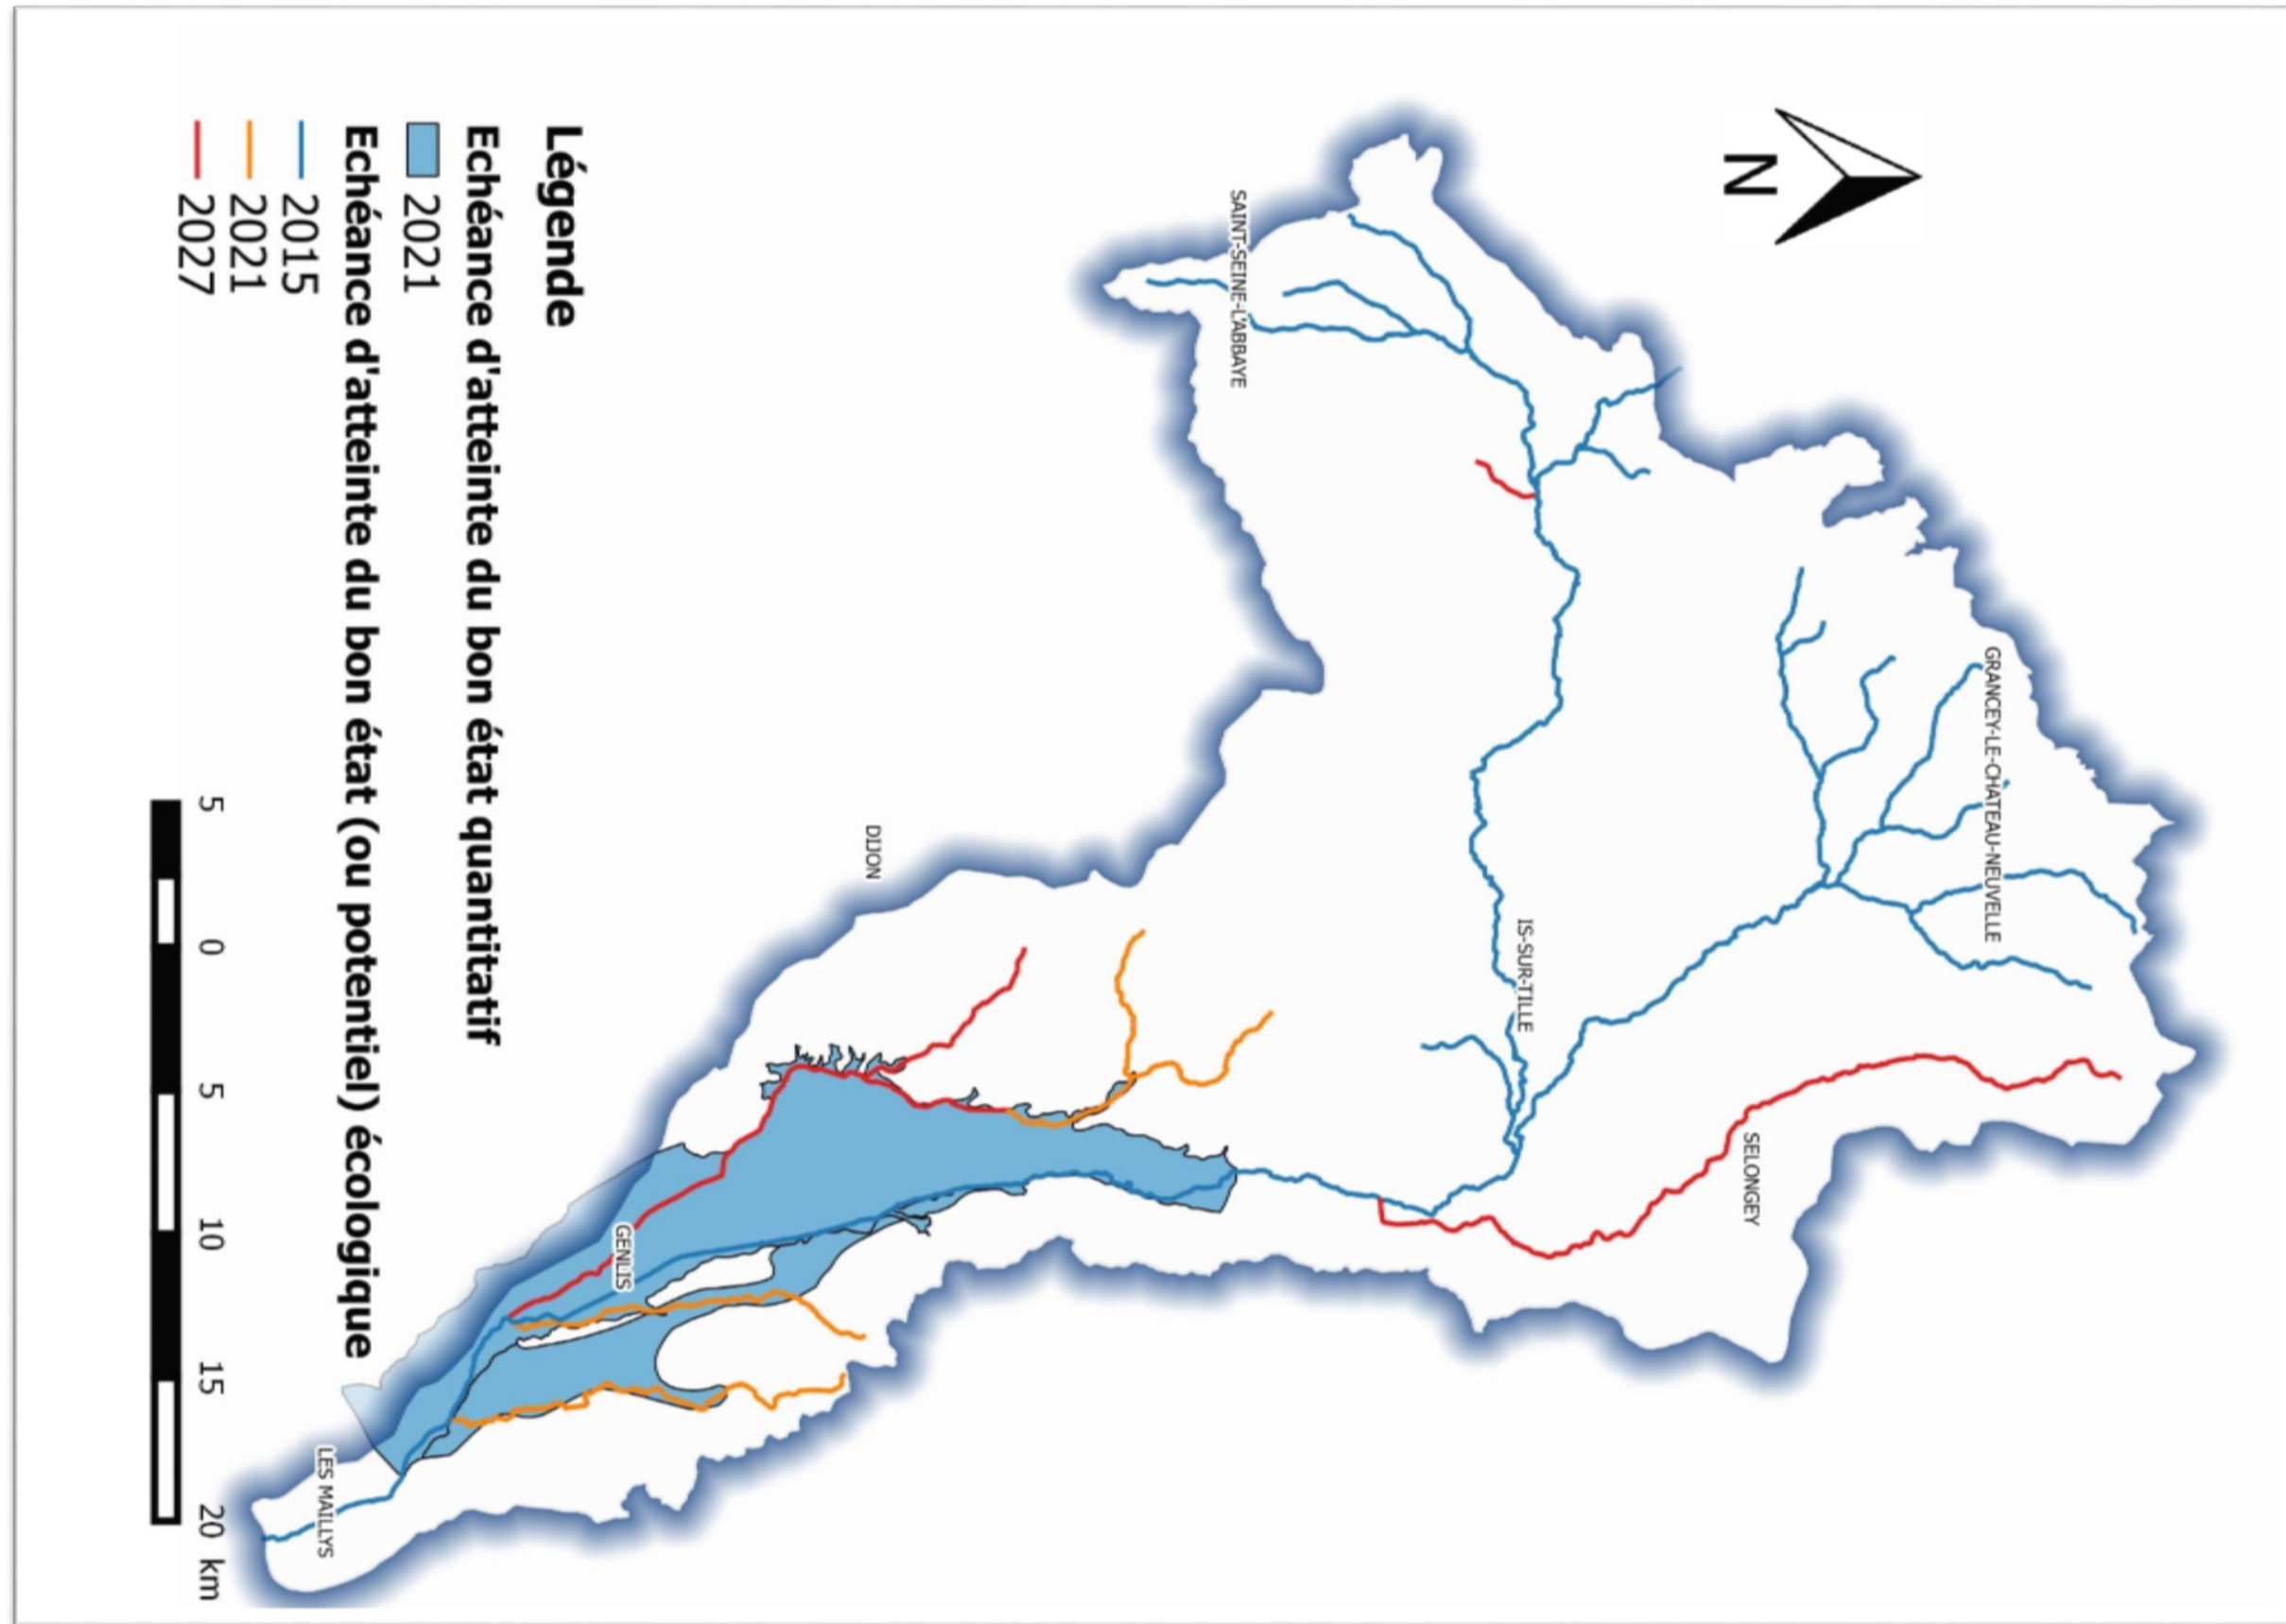 N
SAINT-SEINE-L'ABBAYE
GRANCEY-LE-CHATEAU-NEUVELLE
IS-SUR-TILLE
SELONGEY
DIJON
GENLIS
LES MAILLYS
Légende
Echéance d'atteinte du bon état quantitatif
2021
Echéance d'atteinte du bon état (ou potentiel) écologique
2015
2021
2027
5 0 5 10 15 20 km